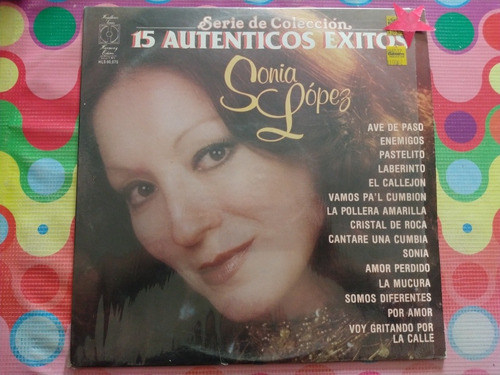 Serie de Colección
15 AUTENTICOS EXITOS
Sonia
López
AVE DE PASO
ENEMIGOS
PASTELITO
LABERINTO
EL CALLEJON
VAMOS PA'L CUMBION
LA POLLERA AMARILLA
CRISTAL DE ROCA
CANTARE UNA CUMBIA
SONIA
AMOR PERDIDO
LA MUCURA
SOMOS DIFERENTES
POR AMOR
VOY GRITANDO POR
LA CALLE